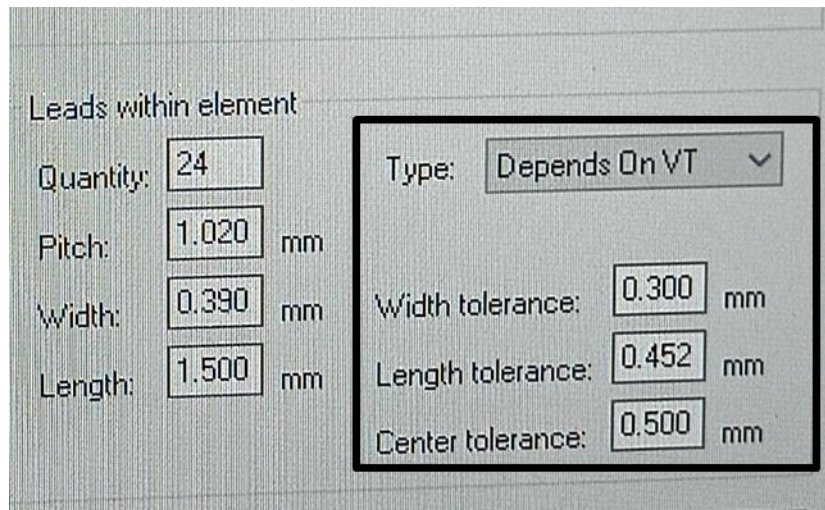 Leads within element
Quantity: 24
Type: Depends On VT
Pitch: 1.020 mm
Width: 0.390 mm
Width tolerance: 0.300 mm
Length: 1.500 mm
Length tolerance: 0.452 mm
Center tolerance: 0.500 mm